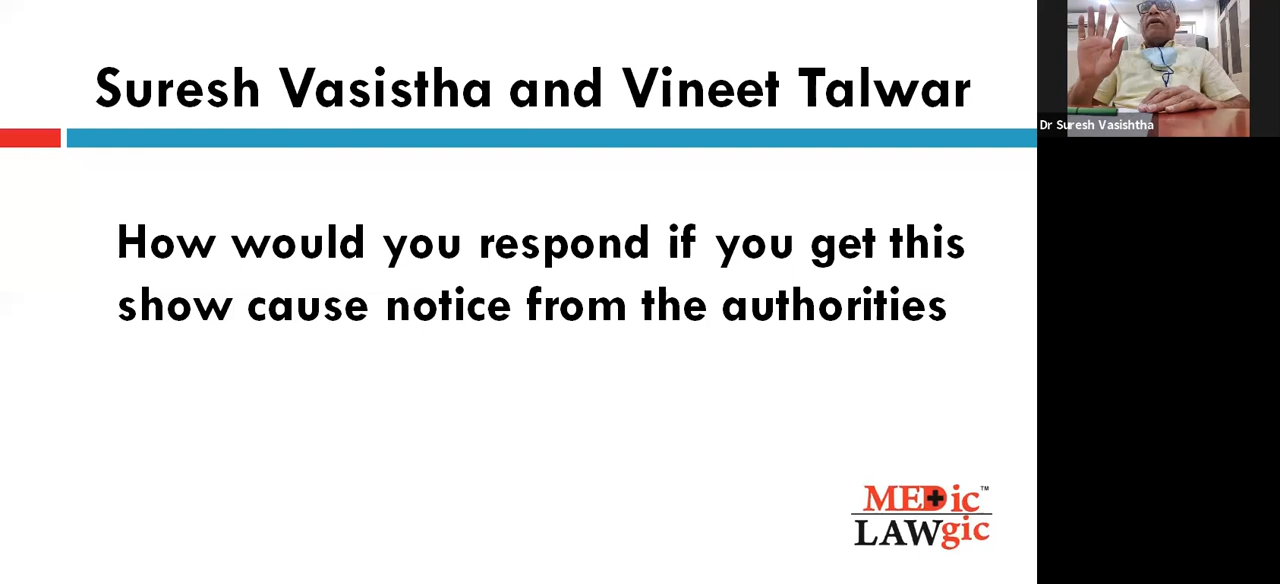 Suresh Vasistha and Vineet Talwar
Dr Suresh Vasishtha
How would you respond if you get this
show cause notice from the authorities
MEDic™
LAWgic